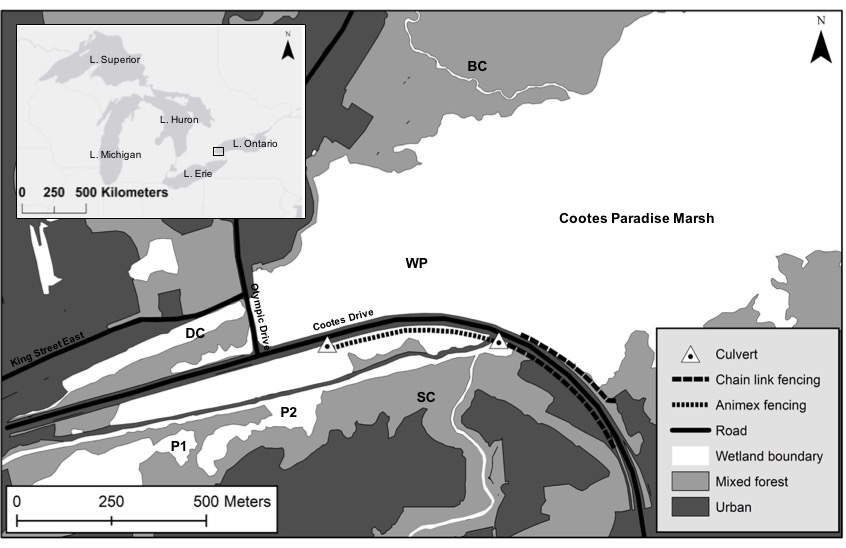 N
L. Superior
L. Huron
L. Ontario
L. Michigan
L. Erie
0 250 500 Kilometers
BC
N
Cootes Paradise Marsh
WP
Olympic Drive
Cootes Drive
King Street East
DC
SC
P2
P1
Culvert
Chain link fencing
Animex fencing
Road
Wetland boundary
Mixed forest
Urban
0 250 500 Meters